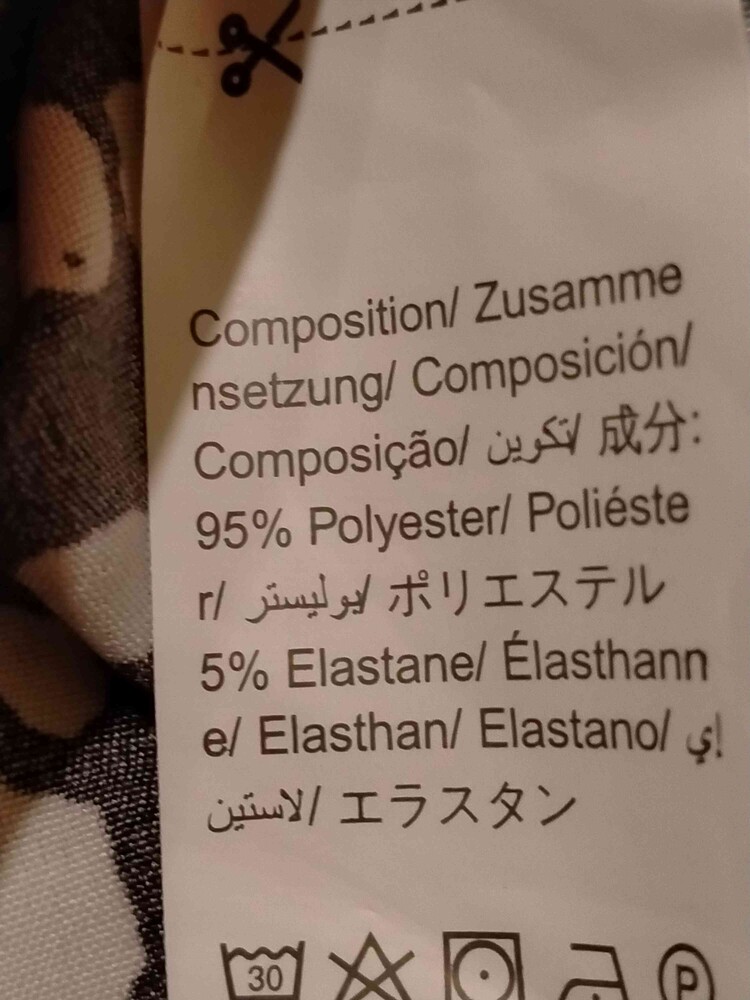 Composition/ Zusamme
nsetzung/ Composición/
Composição/ تكوين/ 成分:
95% Polyester/ Poliéste
r/ بوليستر/ ポリエステル
5% Elastane/ Élasthann
e/ Elasthan/ Elastano/ إي
لاستين/ エラスタン
30 P